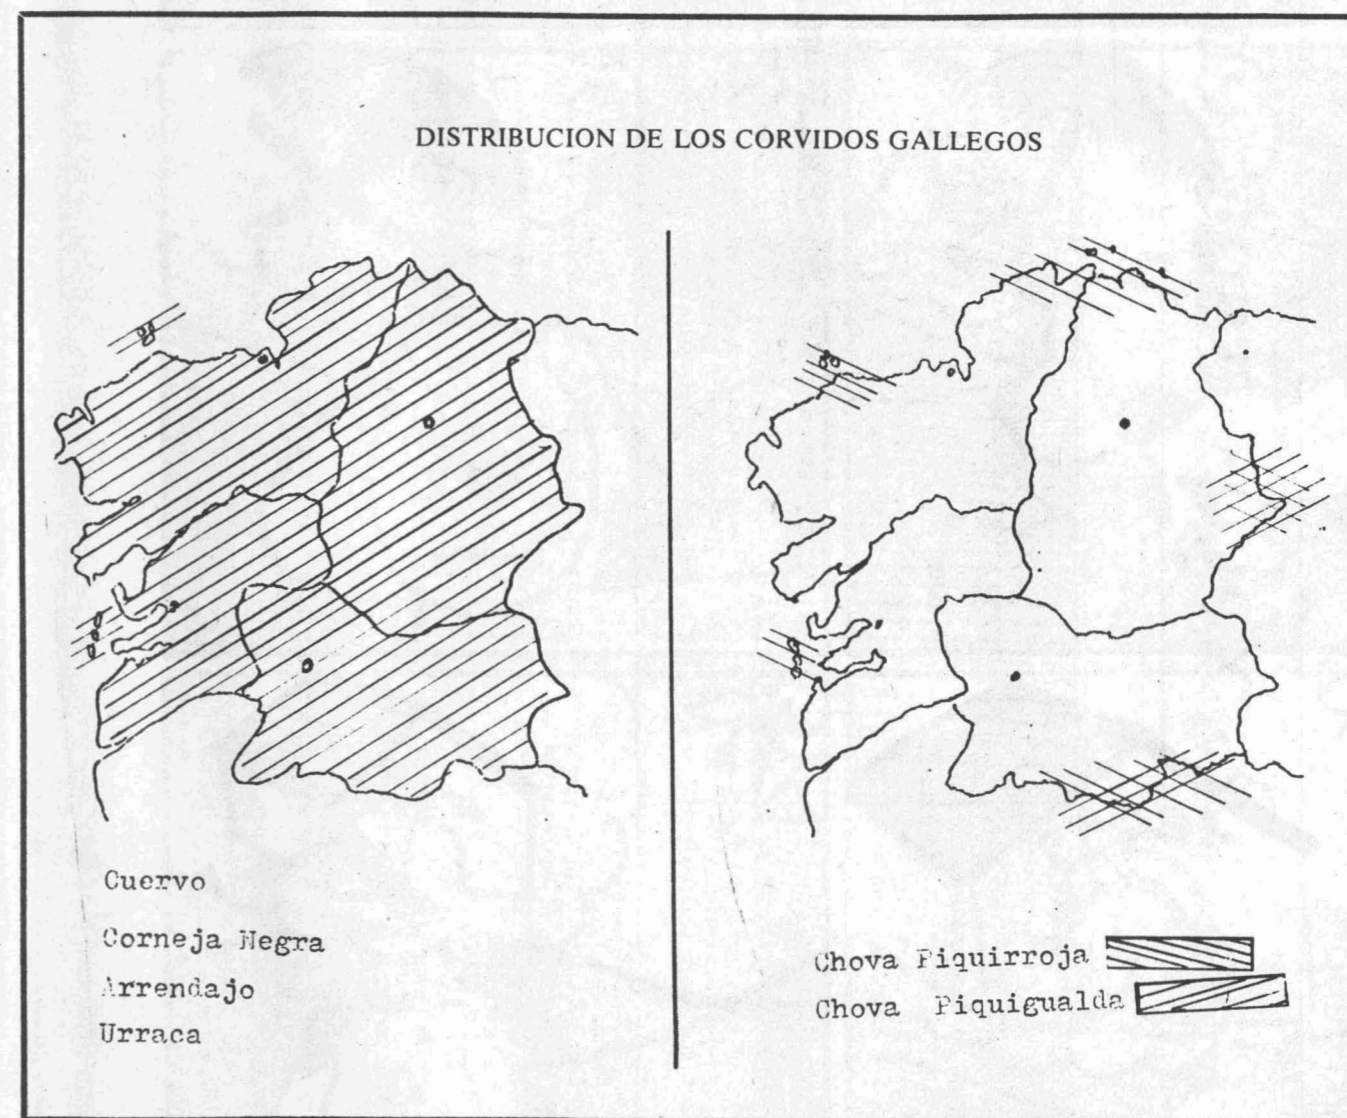 DISTRIBUCION DE LOS CORVIDOS GALLEGOS
Cuervo
Corneja Negra
Arrendajo
Urraca
Chova Piquirroja
Chova Piquigualda